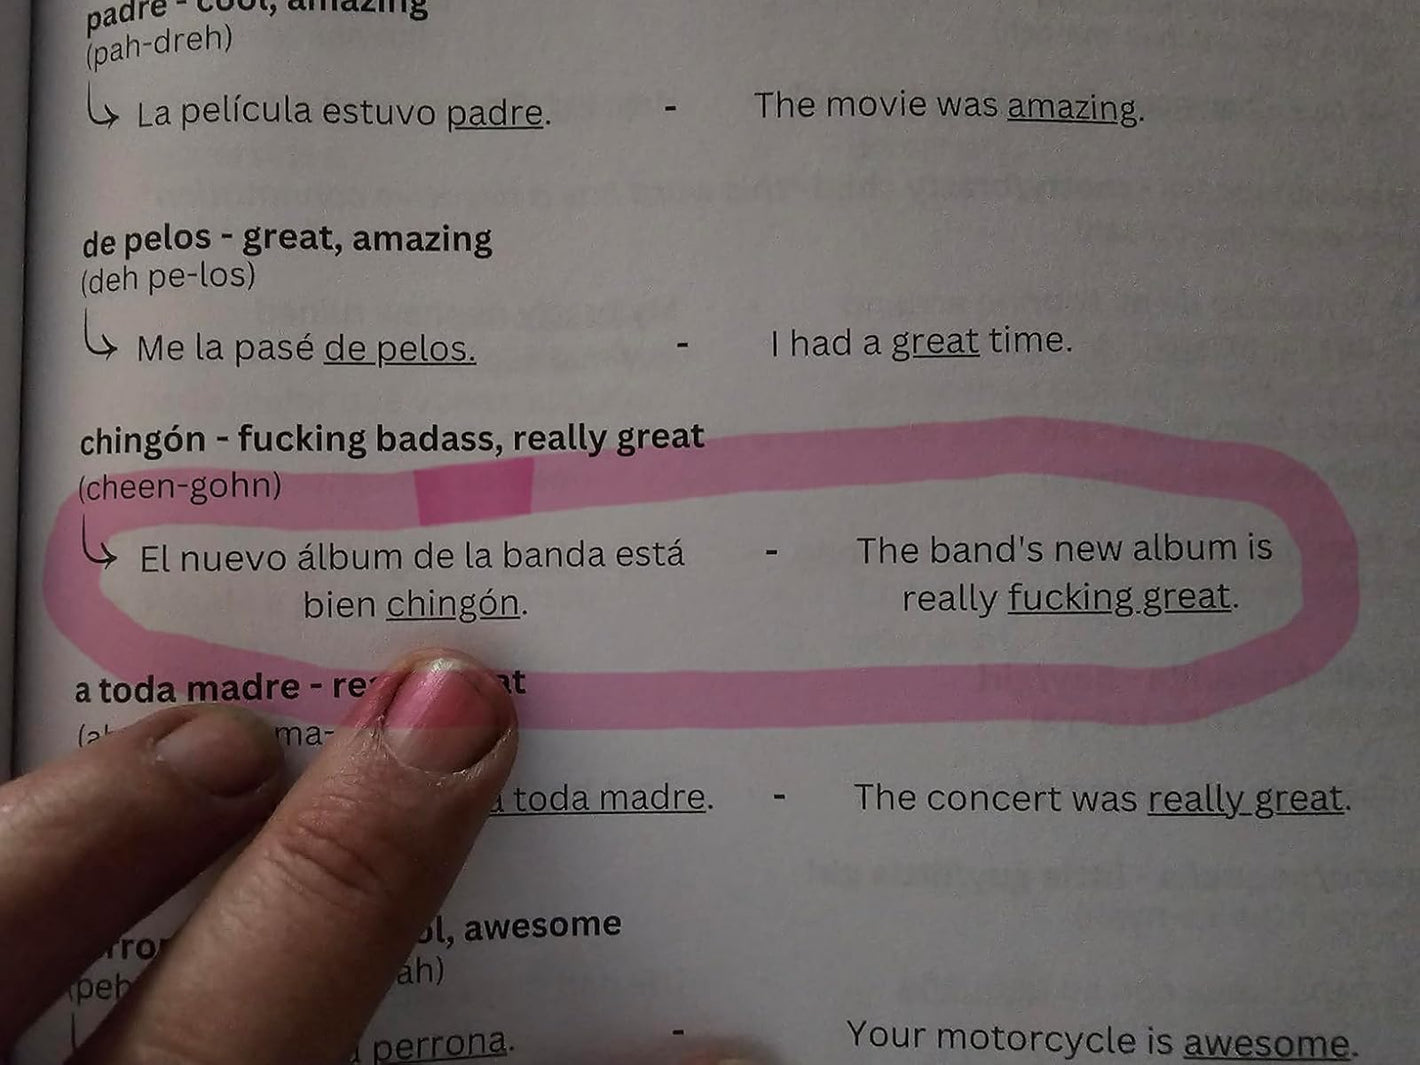 padre - cool, amazing
(pah-dreh)
La película estuvo padre. - The movie was amazing.
de pelos - great, amazing
(deh pe-los)
Me la pasé de pelos. - I had a great time.
chingón - fucking badass, really great
(cheen-gohn)
El nuevo álbum de la banda está - The band's new album is
bien chingón. really fucking great.
a toda madre -
toda madre. - The concert was really great.
awesome
perrona. - Your motorcycle is awesome.